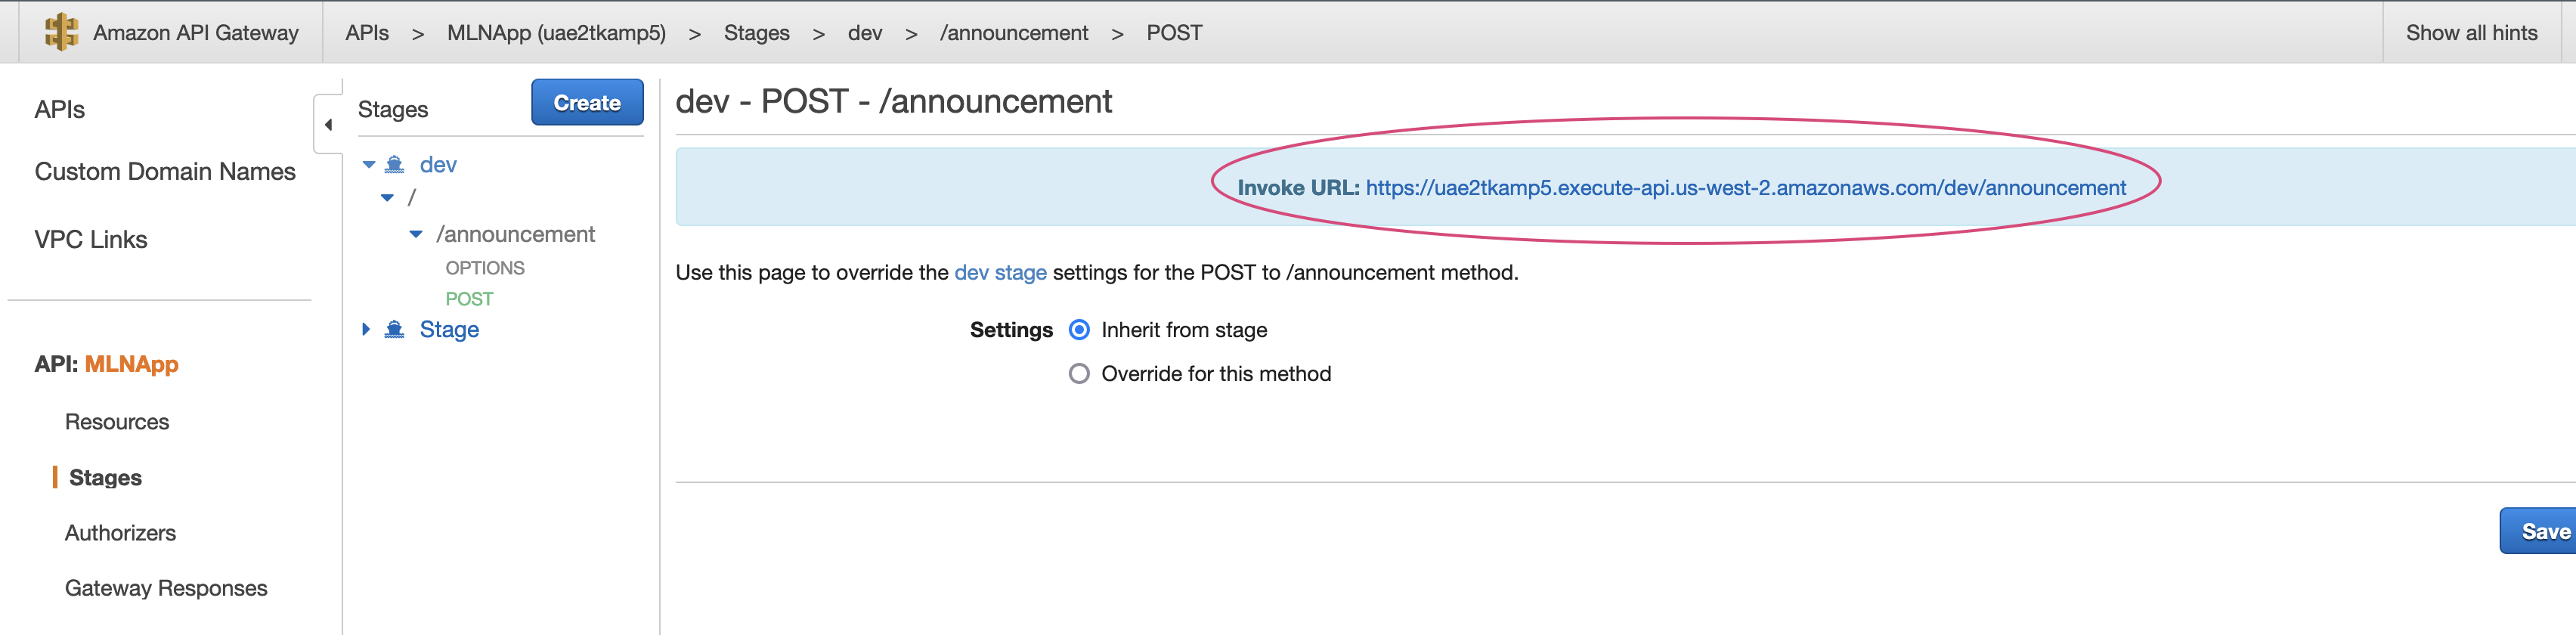 Amazon API Gateway
APIs > MLNApp (uae2tkamp5) > Stages > dev > /announcement > POST
Show all hints
APIs
Custom Domain Names
VPC Links
API: MLNApp
Resources
Stages
Authorizers
Gateway Responses
Stages
Create
dev
/
/announcement
OPTIONS
POST
Stage
dev - POST - /announcement
Invoke URL: https://uae2tkamp5.execute-api.us-west-2.amazonaws.com/dev/announcement
Use this page to override the dev stage settings for the POST to /announcement method.
Settings
Inherit from stage
Override for this method
Save